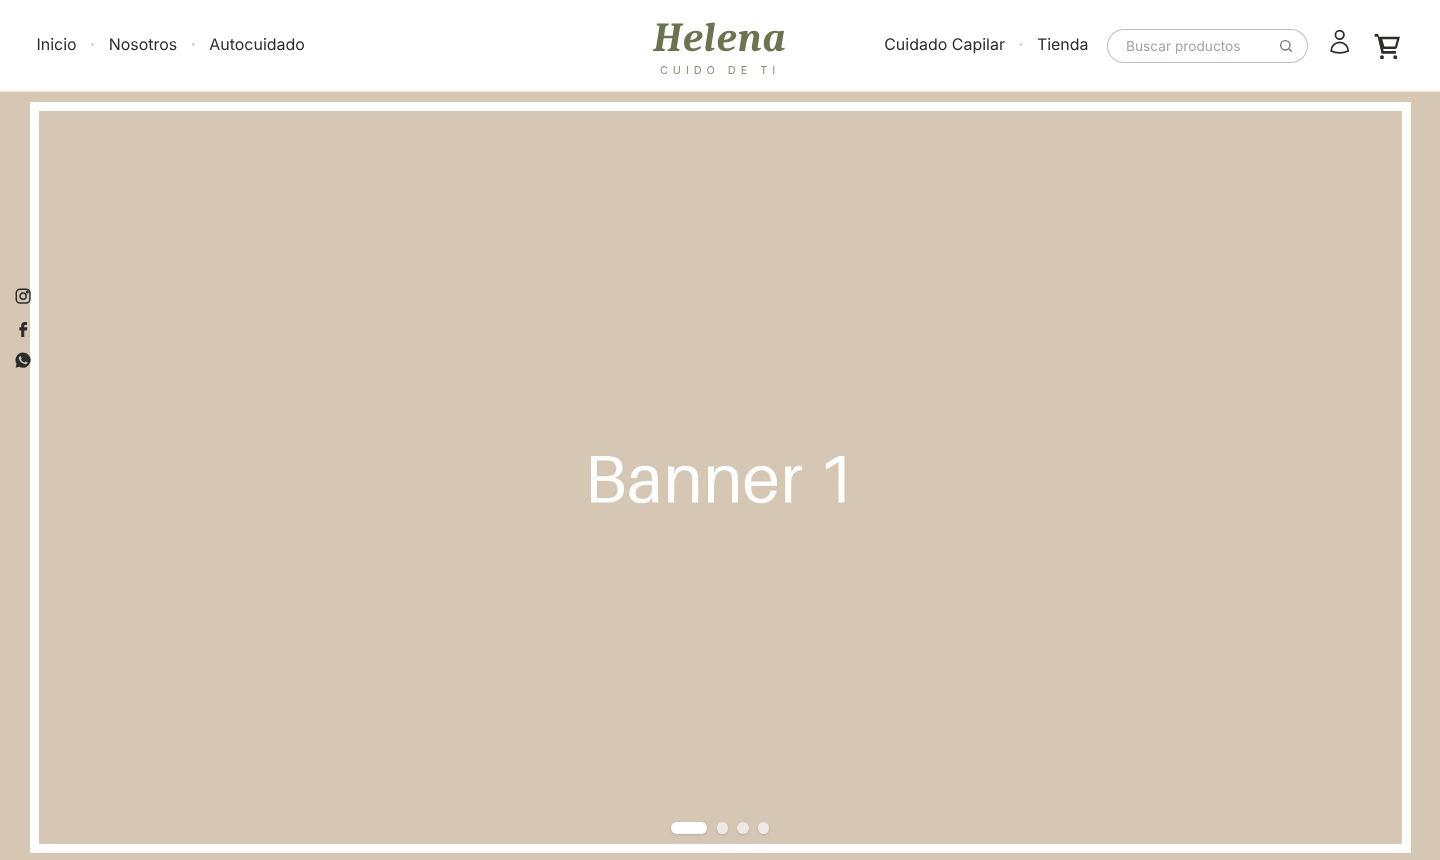 Inicio · Nosotros · Autocuidado
Helena
CUIDO DE TI
Cuidado Capilar · Tienda
Buscar productos
Banner 1